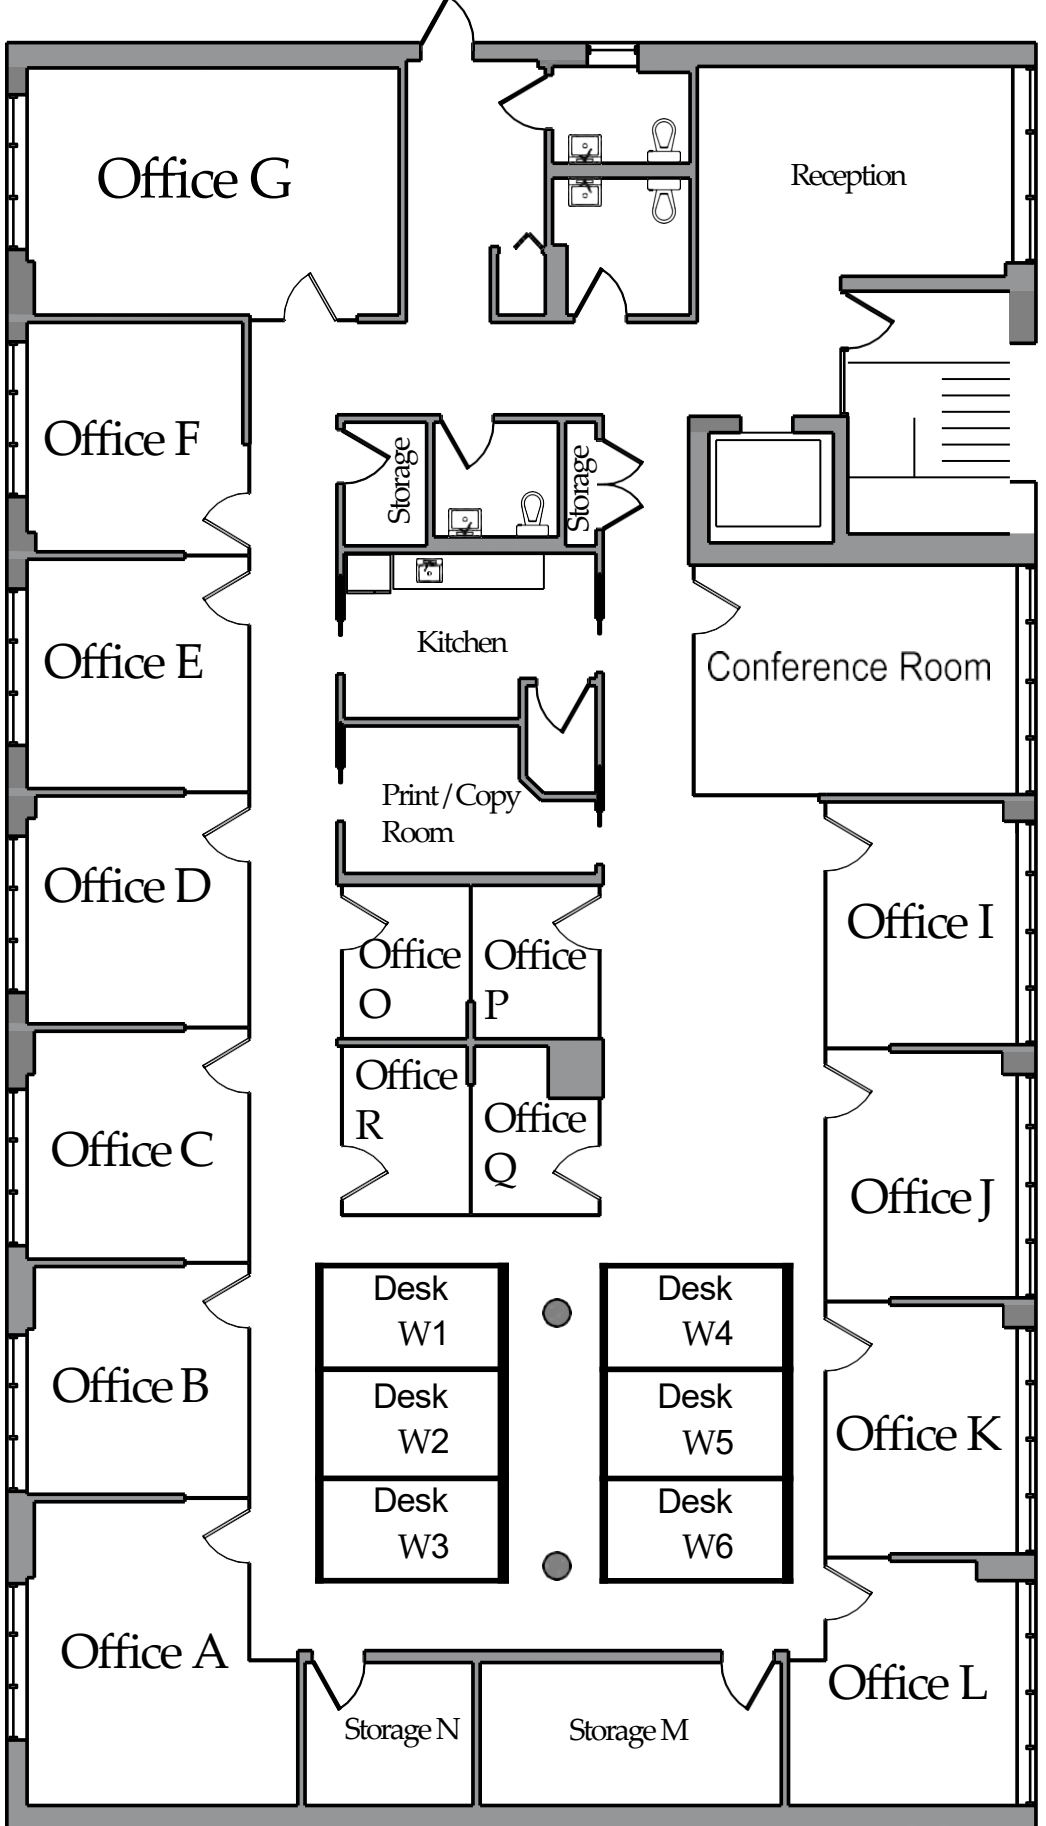 Office G
Reception
Office F
Storage
Storage
Office E
Kitchen
Conference Room
Print/Copy
Room
Office D
Office I
Office
O
Office
P
Office
R
Office
Q
Office C
Office J
Desk
W1
Desk
W4
Office B
Desk
W2
Desk
W5
Office K
Desk
W3
Desk
W6
Office A
Office L
Storage N
Storage M